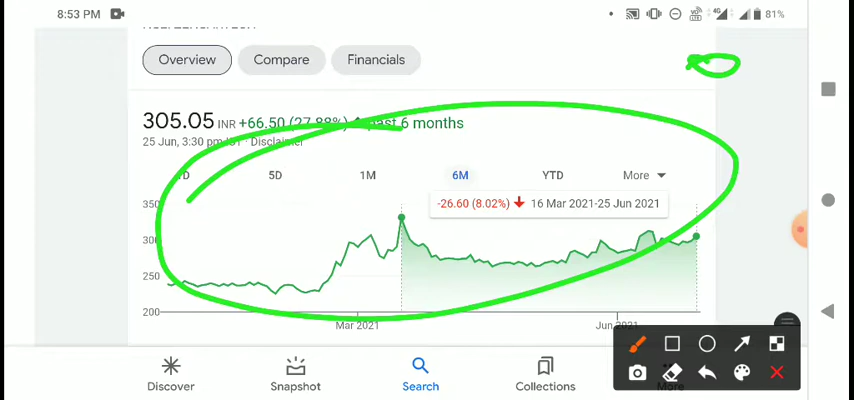 8:53 PM 4G 81%
Overview Compare Financials
305.05 INR +66.50 (27.88%) past 6 months
25 Jun, 3:30 pm IST · Disclaimer
5D 1M 6M YTD More
-26.60 (8.02%) 16 Mar 2021-25 Jun 2021
350
300
250
200
Mar 2021 Jun 2021
Discover Snapshot Search Collections More